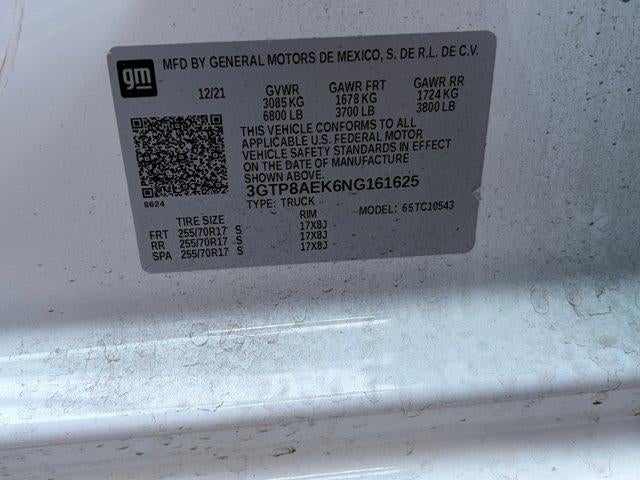 gm
MFD BY GENERAL MOTORS DE MEXICO, S. DE R.L. DE C.V.
12/21 GVWR GAWR FRT GAWR RR
3085 KG 1678 KG 1724 KG
6800 LB 3700 LB 3800 LB
THIS VEHICLE CONFORMS TO ALL
APPLICABLE U.S. FEDERAL MOTOR
VEHICLE SAFETY STANDARDS IN EFFECT
ON THE DATE OF MANUFACTURE
SHOWN ABOVE.
3GTP8AEK6NG161625
8624
TYPE: TRUCK MODEL: 65TC10543
TIRE SIZE RIM
FRT 255/70R17 S 17X8J
RR 255/70R17 S 17X8J
SPA 255/70R17 S 17X8J